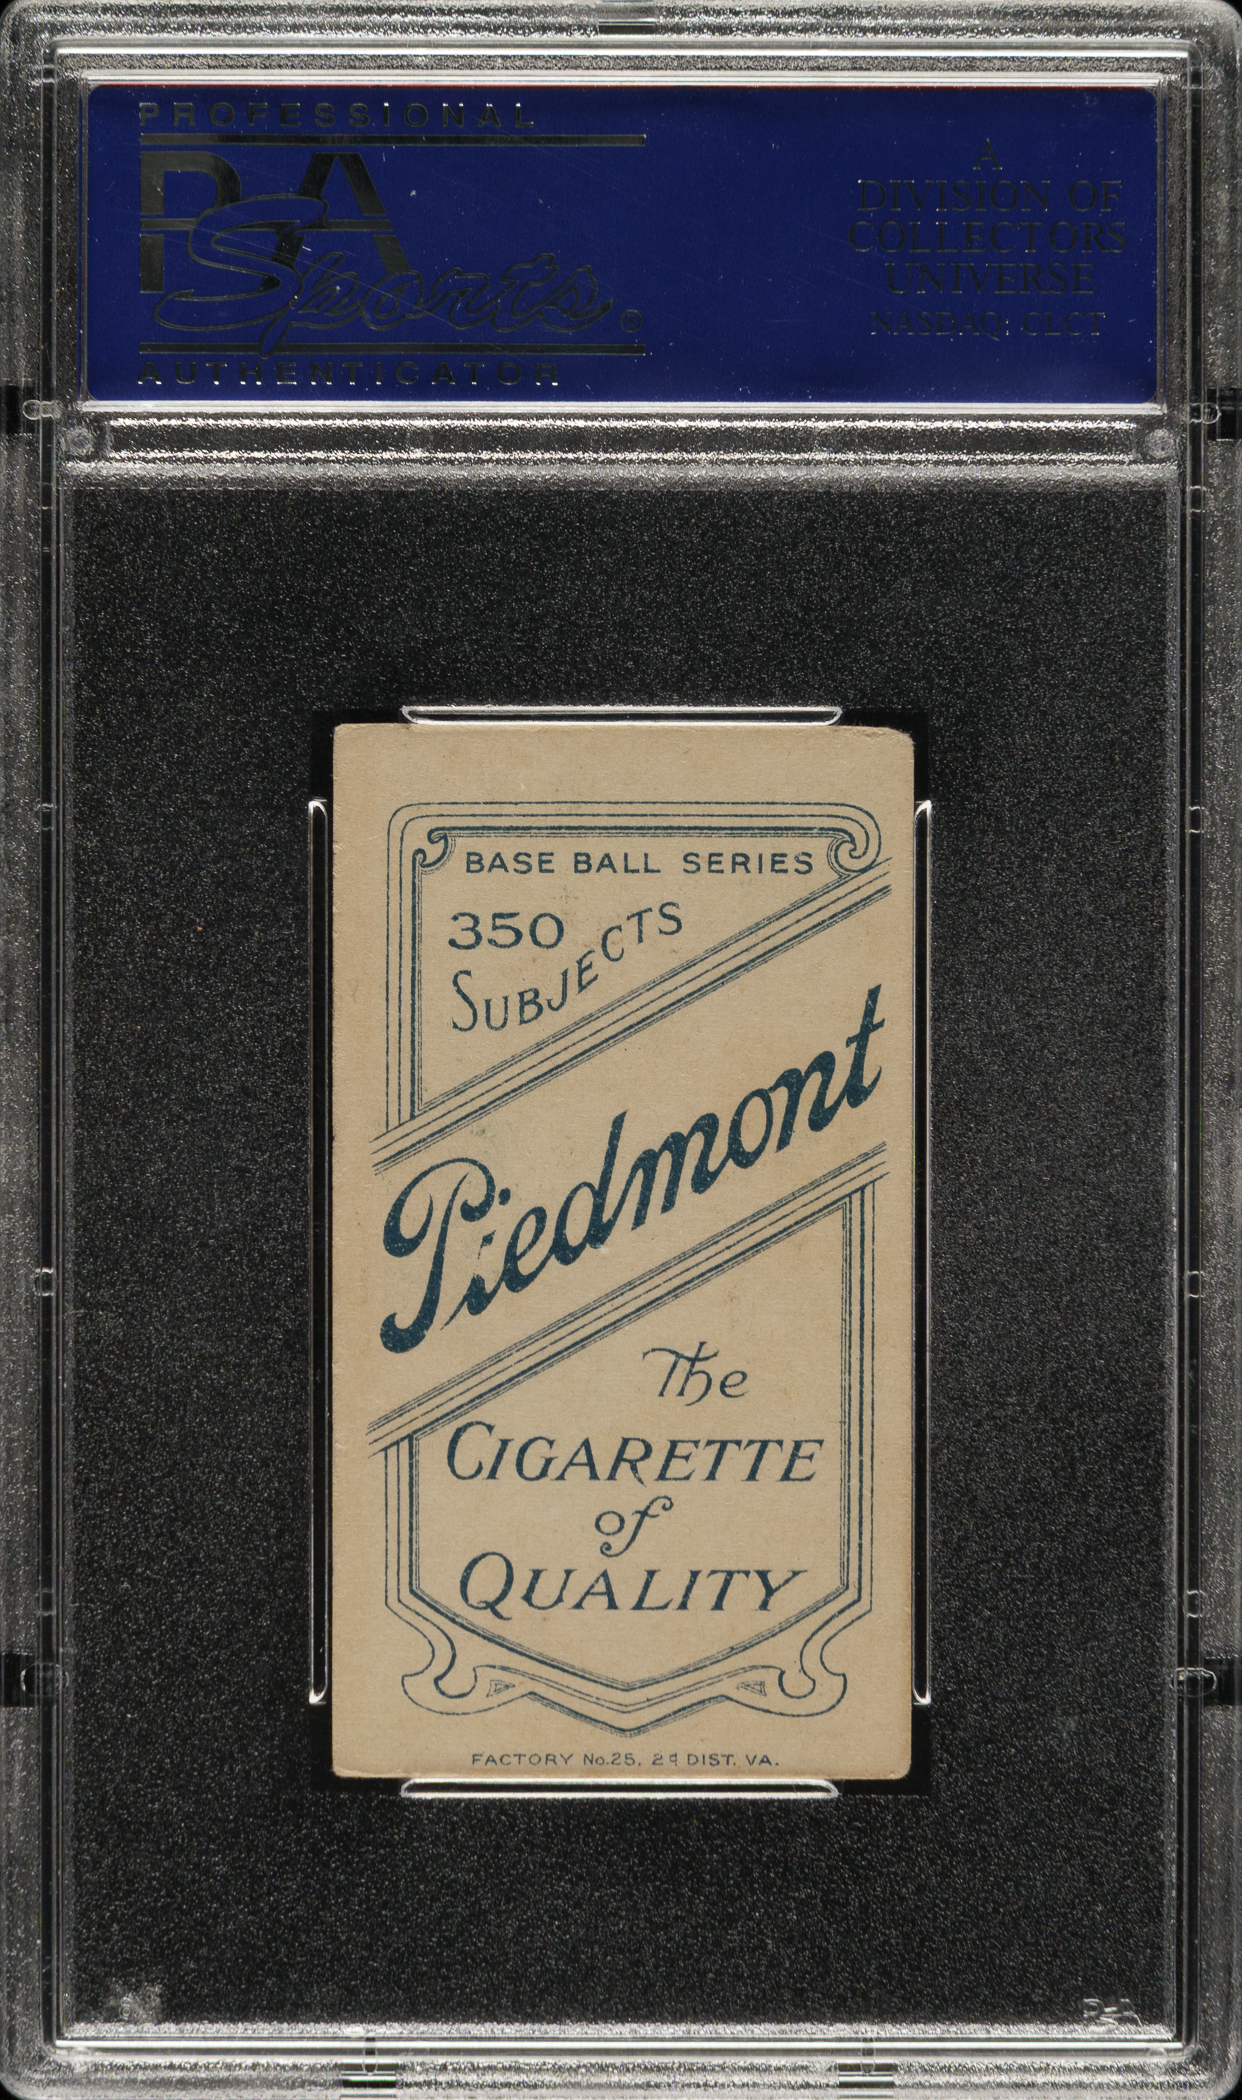 PROFESSIONAL
PSA
Sports®
AUTHENTICATOR
A
DIVISION OF
COLLECTORS
UNIVERSE
NASDAQ: CLCT
BASE BALL SERIES
350
SUBJECTS
Piedmont
The
CIGARETTE
of
QUALITY
FACTORY No. 25, 2d DIST. VA.
PSA